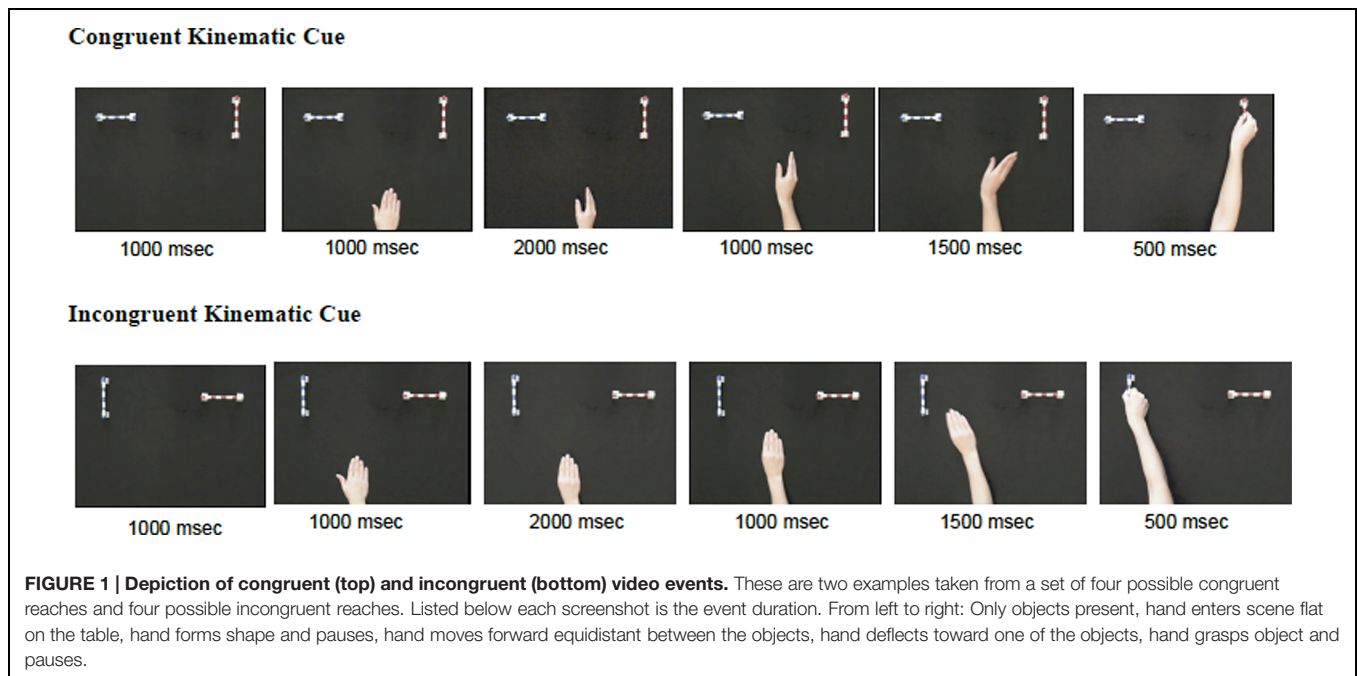 Congruent Kinematic Cue
1000 msec 1000 msec 2000 msec 1000 msec 1500 msec 500 msec
Incongruent Kinematic Cue
1000 msec 1000 msec 2000 msec 1000 msec 1500 msec 500 msec
FIGURE 1 | Depiction of congruent (top) and incongruent (bottom) video events. These are two examples taken from a set of four possible congruent
reaches and four possible incongruent reaches. Listed below each screenshot is the event duration. From left to right: Only objects present, hand enters scene flat
on the table, hand forms shape and pauses, hand moves forward equidistant between the objects, hand deflects toward one of the objects, hand grasps object and
pauses.